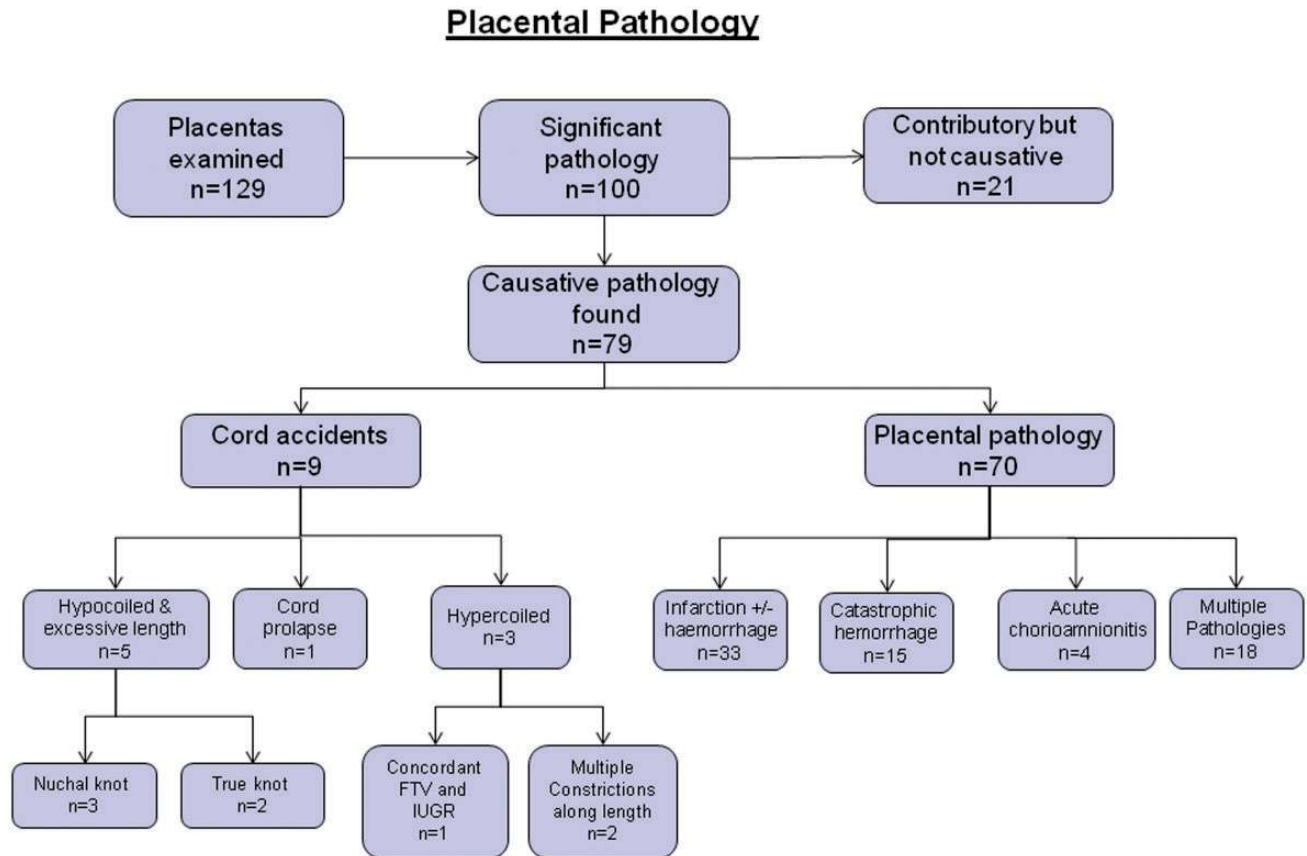 Placental Pathology
Placentas
examined
n=129
Significant
pathology
n=100
Contributory but
not causative
n=21
Causative pathology
found
n=79
Cord accidents
n=9
Placental pathology
n=70
Hypocoiled &
excessive length
n=5
Cord
prolapse
n=1
Hypercoiled
n=3
Infarction +/-
haemorrhage
n=33
Catastrophic
hemorrhage
n=15
Acute
chorioamnionitis
n=4
Multiple
Pathologies
n=18
Nuchal knot
n=3
True knot
n=2
Concordant
FTV and
IUGR
n=1
Multiple
Constrictions
along length
n=2